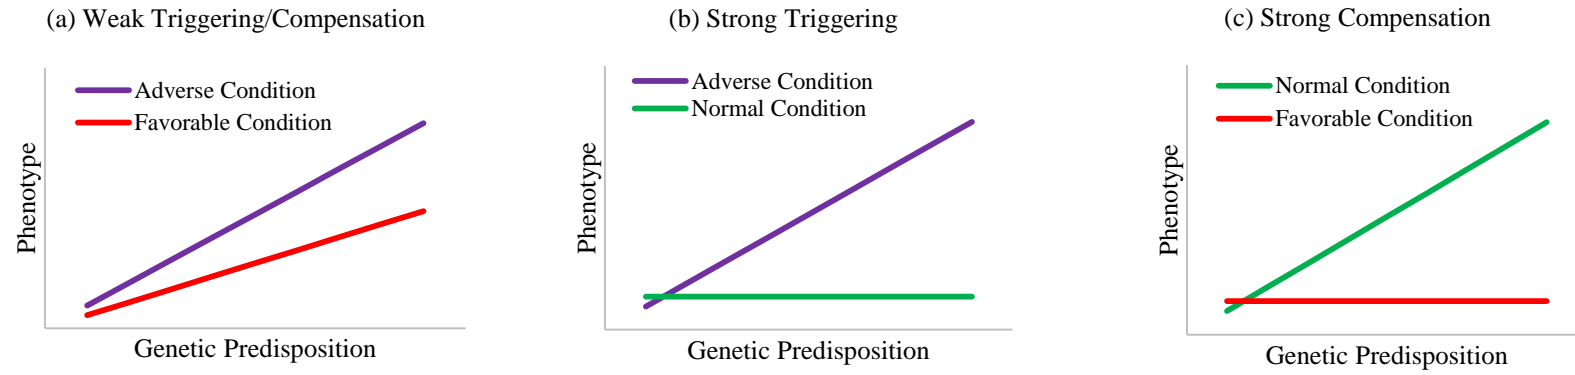 (a) Weak Triggering/Compensation
Adverse Condition
Favorable Condition
Phenotype
Genetic Predisposition
(b) Strong Triggering
Adverse Condition
Normal Condition
Phenotype
Genetic Predisposition
(c) Strong Compensation
Normal Condition
Favorable Condition
Phenotype
Genetic Predisposition